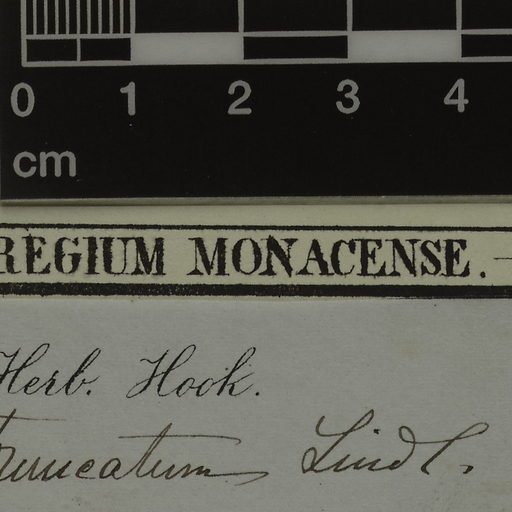 0 1 2 3 4
cm
REGIUM MONACENSE.
Herb. Hook.
truncatum Lindl.